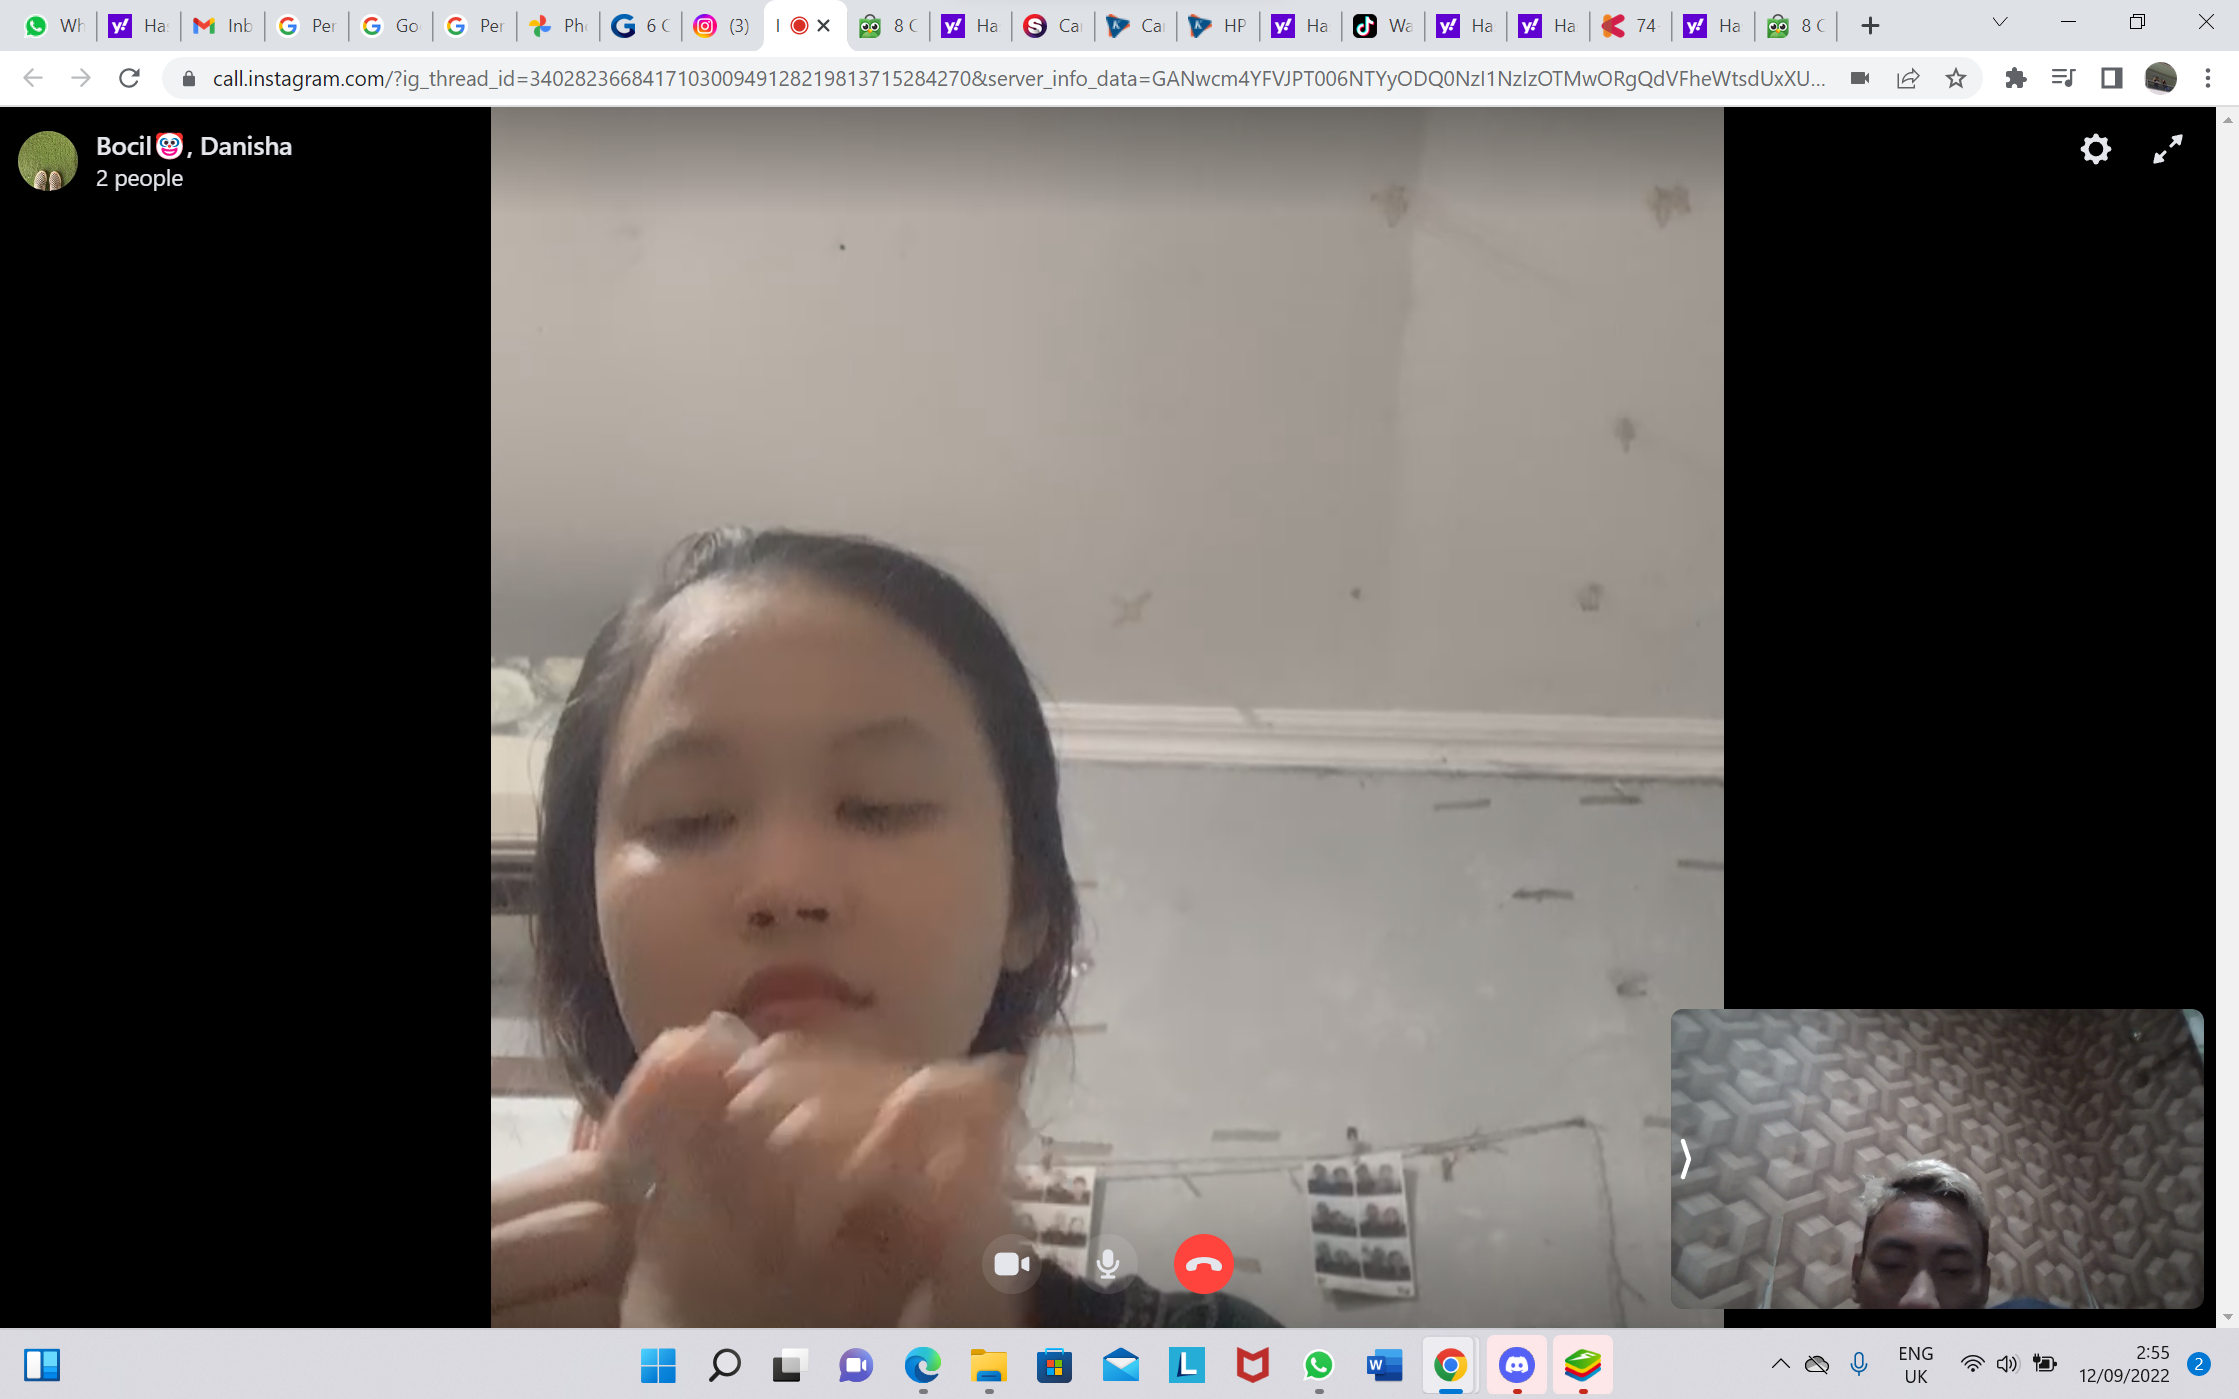 Wh
Ha
Inb
Per
Go
Per
Ph
6 C
(3)
I
8 C
Ha
Ca
Ca
HP
Ha
Wa
Ha
Ha
74
Ha
8 C
call.instagram.com/?ig_thread_id=340282366841710300949128219813715284270&server_info_data=GANwcm4YFVJPT006NTYyODQ0NzI1NzIzOTMwORgQdVFheWtsdUxXU...
Bocil🤡, Danisha
2 people
ENG
UK
2:55
12/09/2022
2